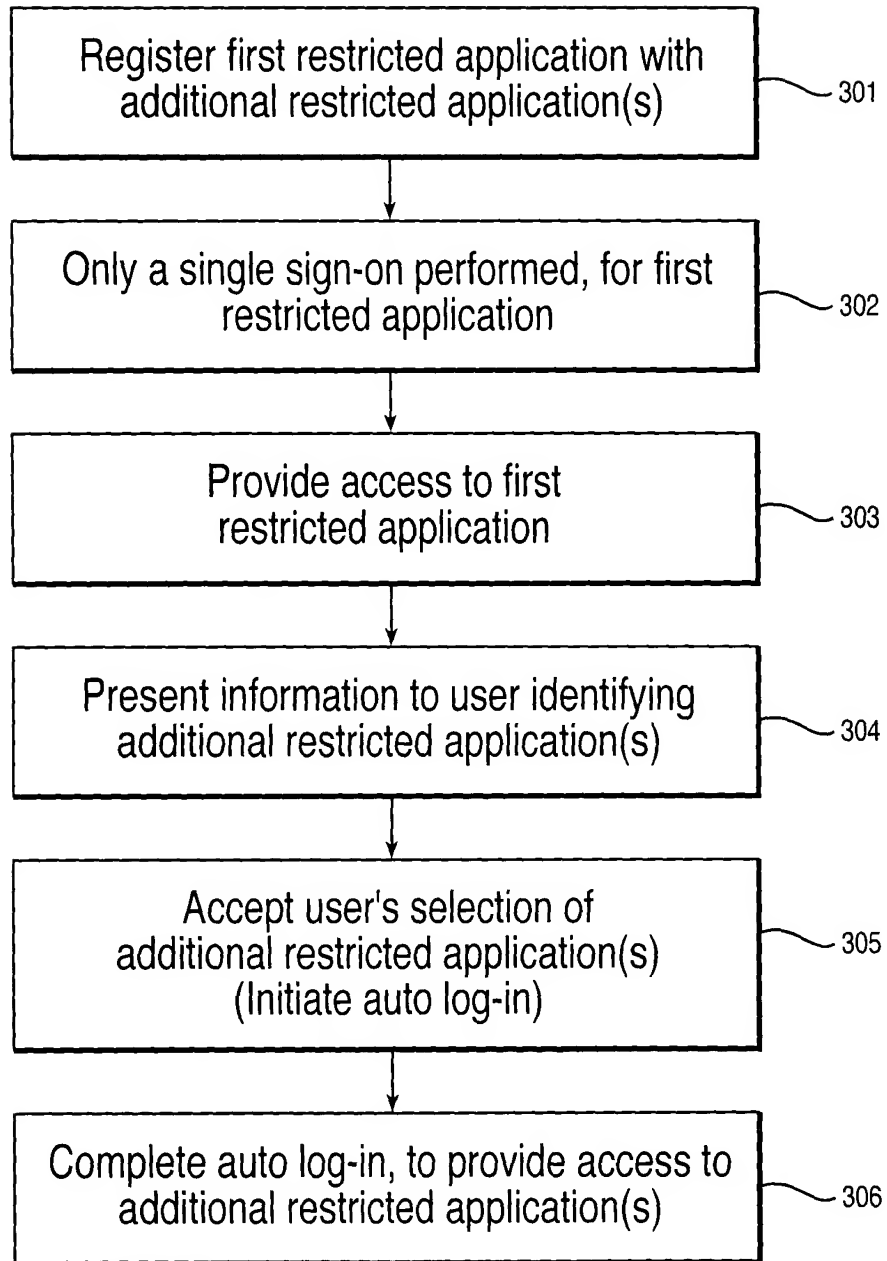 Register first restricted application with
additional restricted application(s)
301
Only a single sign-on performed, for first
restricted application
302
Provide access to first
restricted application
303
Present information to user identifying
additional restricted application(s)
304
Accept user's selection of
additional restricted application(s)
(Initiate auto log-in)
305
Complete auto log-in, to provide access to
additional restricted application(s)
306